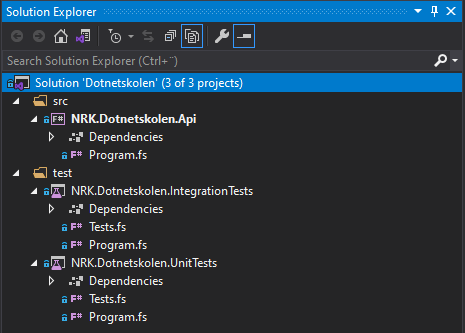 Solution Explorer
Search Solution Explorer (Ctrl+¨)
Solution 'Dotnetskolen' (3 of 3 projects)
src
F# NRK.Dotnetskolen.Api
Dependencies
F# Program.fs
test
NRK.Dotnetskolen.IntegrationTests
Dependencies
F# Tests.fs
F# Program.fs
NRK.Dotnetskolen.UnitTests
Dependencies
F# Tests.fs
F# Program.fs